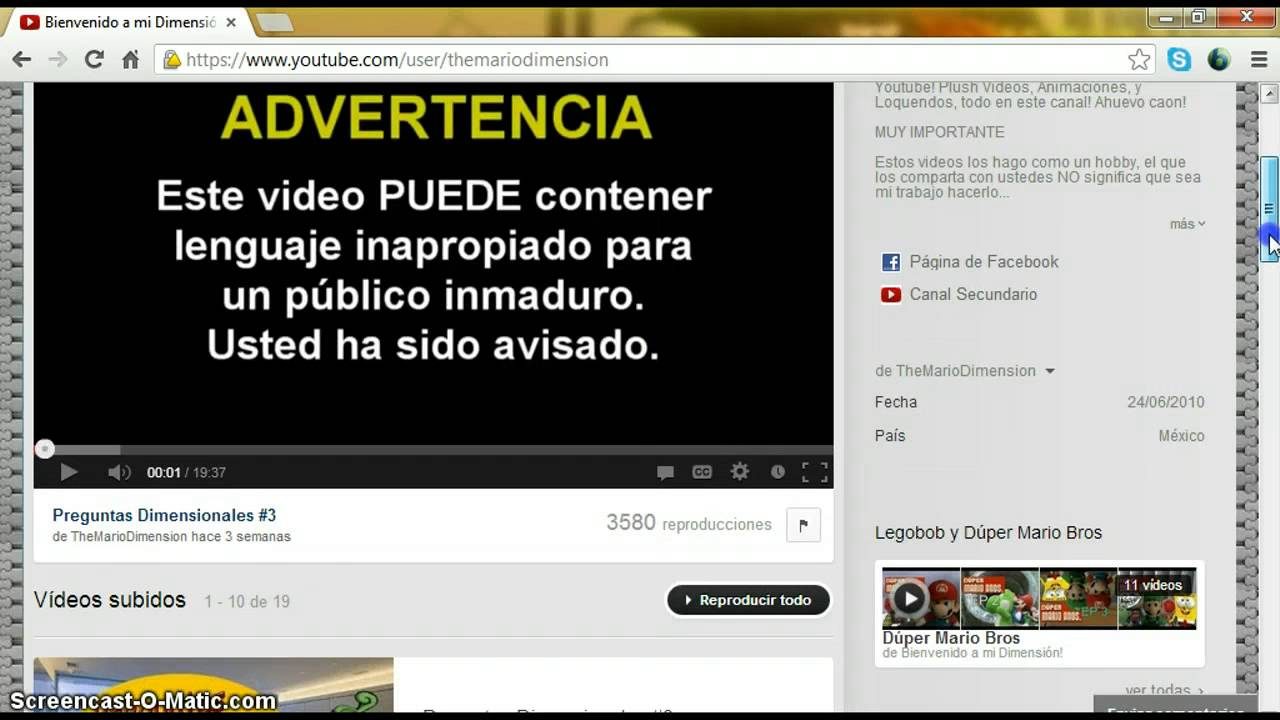 Bienvenido a mi Dimensió
https://www.youtube.com/user/themariodimension
ADVERTENCIA
Este video PUEDE contener
lenguaje inapropiado para
un público inmaduro.
Usted ha sido avisado.
00:01 / 19:37
CC
Preguntas Dimensionales #3
de TheMarioDimension hace 3 semanas
3580 reproducciones
Vídeos subidos 1 - 10 de 19
Reproducir todo
Youtube! Plush Videos, Animaciones, y
Loquendos, todo en este canal! Ahuevo caon!
MUY IMPORTANTE
Estos videos los hago como un hobby, el que
los comparta con ustedes NO significa que sea
mi trabajo hacerlo...
más
Página de Facebook
Canal Secundario
de TheMarioDimension
Fecha 24/06/2010
País México
Legobob y Dúper Mario Bros
11 vídeos
Dúper Mario Bros
de Bienvenido a mi Dimensión!
ver todas
Screencast-O-Matic.com